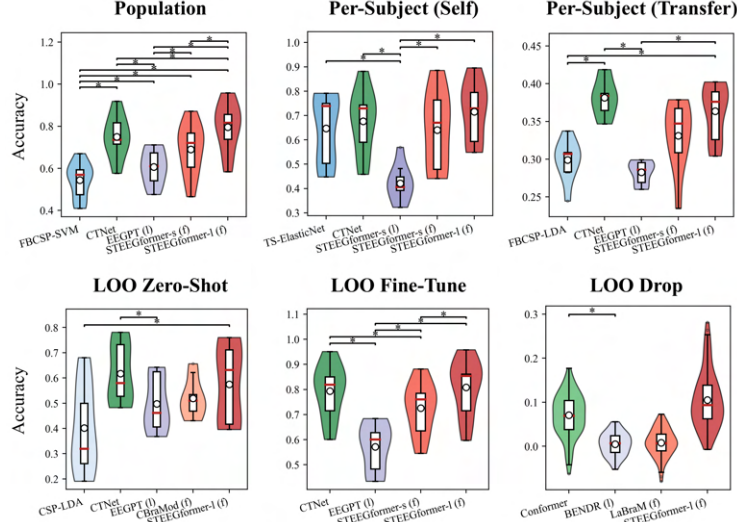 Population
Per-Subject (Self)
Per-Subject (Transfer)
Accuracy
1.2
1.0
0.8
0.6
0.4
* * * * * * * *
FBCSP-SVM
CTNet
EEGPT (l)
STEEGformer-s (f)
STEEGformer-l (f)
1.0
0.9
0.8
0.7
0.6
0.5
0.4
0.3
* * * *
TS-ElasticNet
CTNet
STEEGformer-s (l)
STEEGformer-s (f)
STEEGformer-l (f)
0.45
0.40
0.35
0.30
0.25
* * * *
FBCSP-LDA
CTNet
EEGPT (l)
STEEGformer-s (f)
STEEGformer-l (f)
LOO Zero-Shot
LOO Fine-Tune
LOO Drop
Accuracy
0.8
0.7
0.6
0.5
0.4
0.3
0.2
* *
CSP-LDA
CTNet
EEGPT (l)
CBraMod (f)
STEEGformer-l (f)
1.0
0.9
0.8
0.7
0.6
0.5
* * * * *
CTNet
EEGPT (l)
STEEGformer-s (f)
STEEGformer-l (f)
0.3
0.2
0.1
0.0
*
Conformer
BENDR (l)
LaBraM (f)
STEEGformer-l (f)